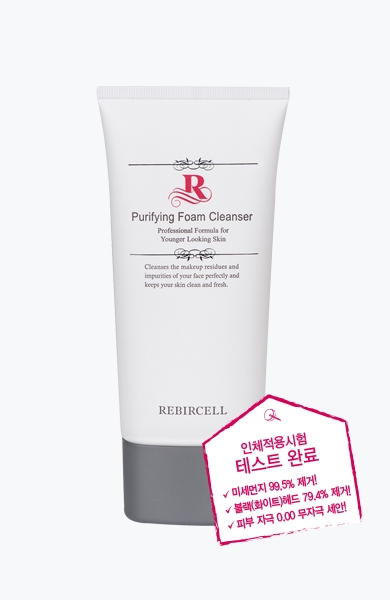 R
Purifying Foam Cleanser
Professional Formula for
Younger Looking Skin
Cleanses the makeup residues and
impurities of your face perfectly and
keeps your skin clean and fresh.
REBIRCELL
인체적용시험
테스트 완료
✓ 미세먼지 99.5% 제거!
✓ 블랙(화이트)헤드 79.4% 제거!
✓ 피부 자극 0.00 무자극 세안!